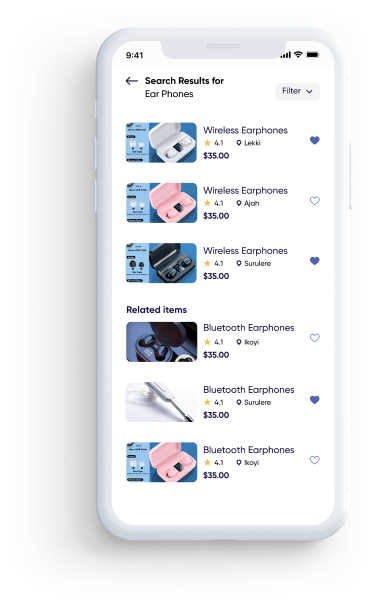 9:41
Search Results for
Ear Phones
Filter
Wireless Earphones
4.1 Lekki
$35.00
Wireless Earphones
4.1 Ajah
$35.00
Wireless Earphones
4.1 Surulere
$35.00
Related items
Bluetooth Earphones
4.1 Ikoyi
$35.00
Bluetooth Earphones
4.1 Surulere
$35.00
Bluetooth Earphones
4.1 Ikoyi
$35.00